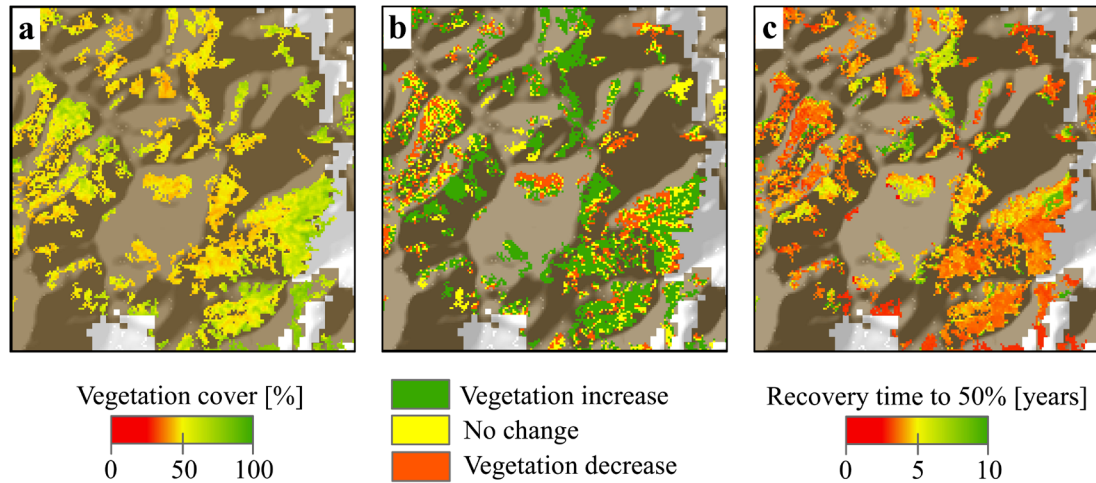 a
b
c
Vegetation cover [%]
0 50 100
Vegetation increase
No change
Vegetation decrease
Recovery time to 50% [years]
0 5 10